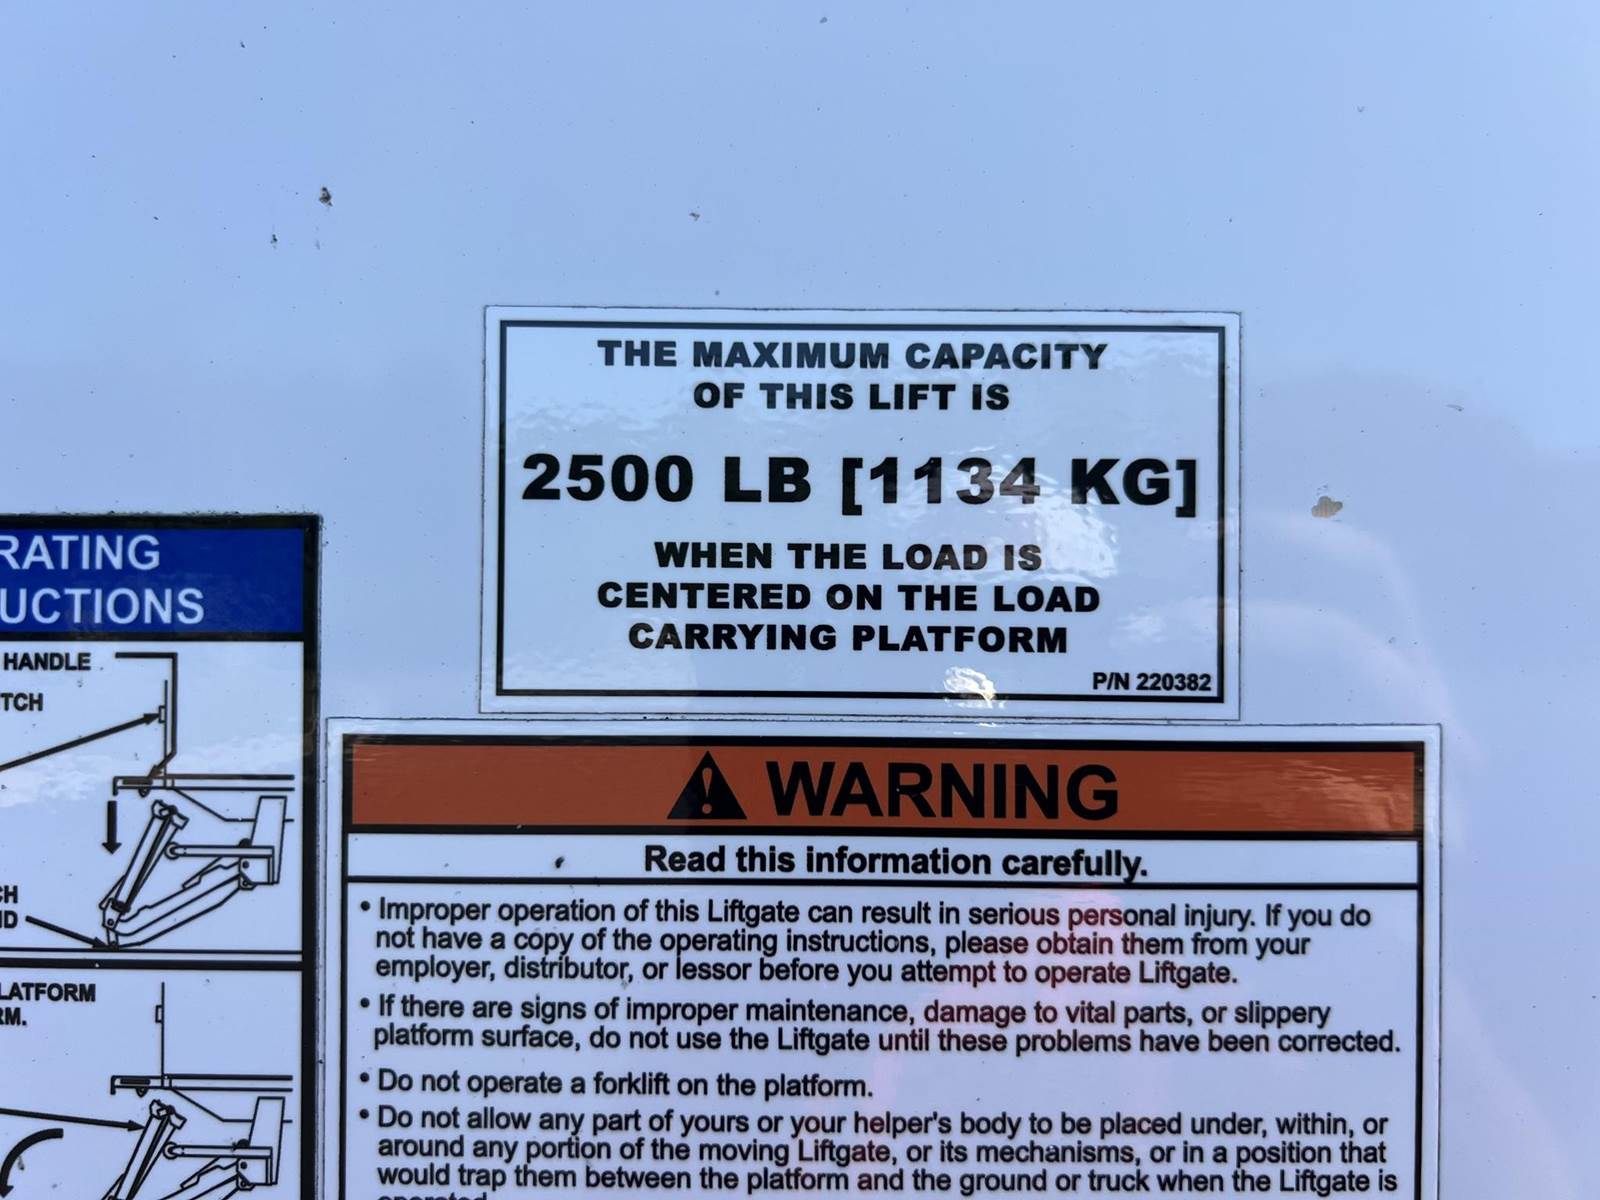 THE MAXIMUM CAPACITY
OF THIS LIFT IS
2500 LB [1134 KG]
WHEN THE LOAD IS
CENTERED ON THE LOAD
CARRYING PLATFORM
P/N 220382
RATING
UCTIONS
HANDLE
TCH
CH
ND
LATFORM
RM.
WARNING
Read this information carefully.
• Improper operation of this Liftgate can result in serious personal injury. If you do
not have a copy of the operating instructions, please obtain them from your
employer, distributor, or lessor before you attempt to operate Liftgate.
• If there are signs of improper maintenance, damage to vital parts, or slippery
platform surface, do not use the Liftgate until these problems have been corrected.
• Do not operate a forklift on the platform.
• Do not allow any part of yours or your helper's body to be placed under, within, or
around any portion of the moving Liftgate, or its mechanisms, or in a position that
would trap them between the platform and the ground or truck when the Liftgate is